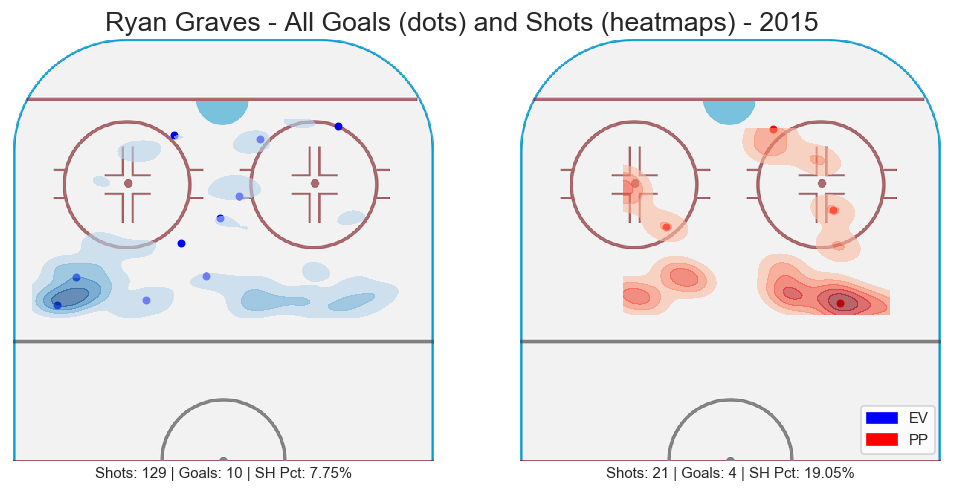 Ryan Graves - All Goals (dots) and Shots (heatmaps) - 2015
EV
PP
Shots: 129 | Goals: 10 | SH Pct: 7.75%
Shots: 21 | Goals: 4 | SH Pct: 19.05%